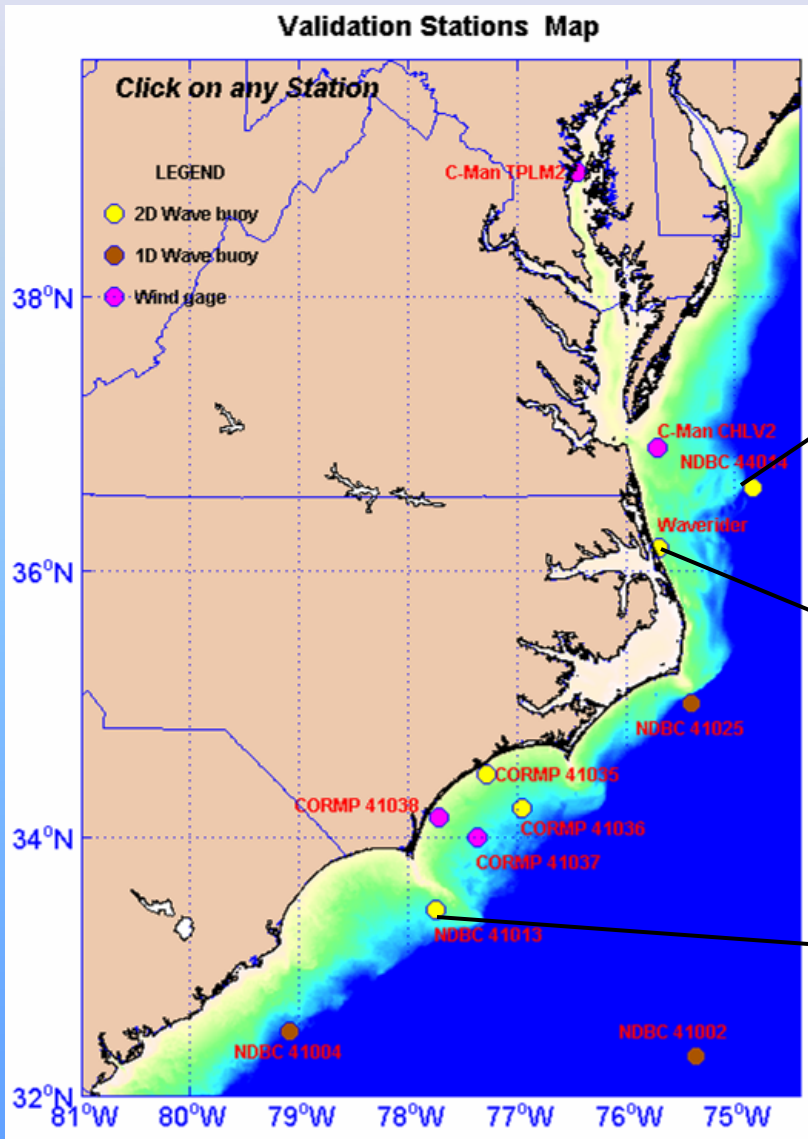 Validation Stations Map
Click on any Station
LEGEND
2D Wave buoy
1D Wave buoy
Wind gage
C-Man TPLM2
38°N
C-Man CHLV2
NDBC 44014
Waverider
36°N
NDBC 41025
CORMP 41035
CORMP 41038
CORMP 41036
34°N
CORMP 41037
NDBC 41013
NDBC 41002
NDBC 41004
32°N
81°W 80°W 79°W 78°W 77°W 76°W 75°W